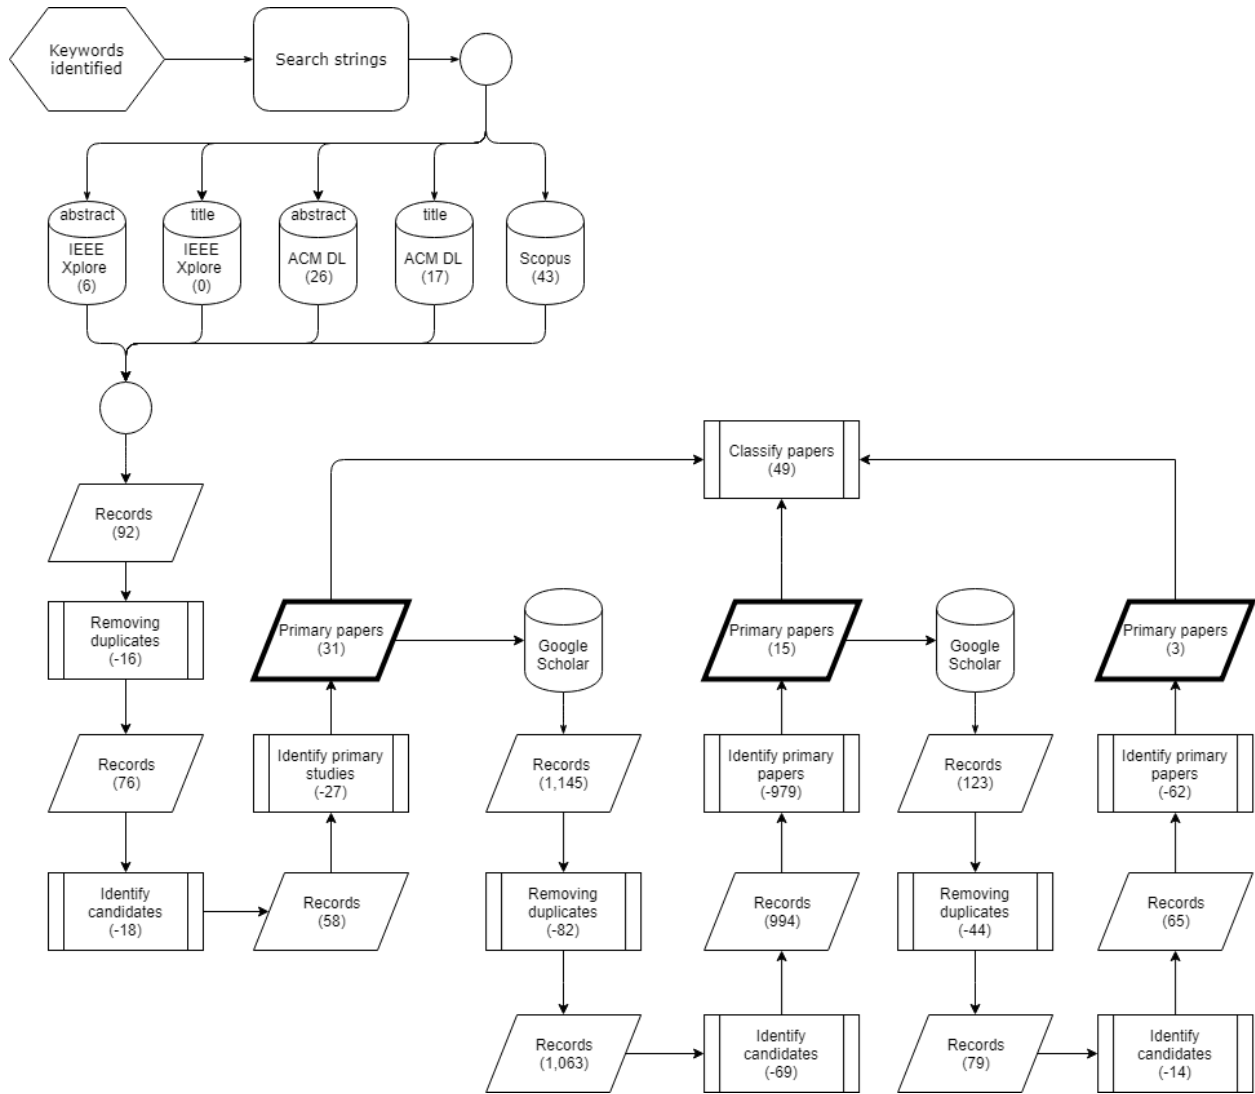 Keywords
identified
Search strings
abstract
IEEE
Xplore
(6)
title
IEEE
Xplore
(0)
abstract
ACM DL
(26)
title
ACM DL
(17)
Scopus
(43)
Records
(92)
Removing
duplicates
(-16)
Records
(76)
Identify
candidates
(-18)
Records
(58)
Identify primary
studies
(-27)
Primary papers
(31)
Classify papers
(49)
Google
Scholar
Records
(1,145)
Removing
duplicates
(-82)
Records
(1,063)
Identify
candidates
(-69)
Records
(994)
Identify primary
papers
(-979)
Primary papers
(15)
Google
Scholar
Records
(123)
Removing
duplicates
(-44)
Records
(79)
Identify
candidates
(-14)
Records
(65)
Identify primary
papers
(-62)
Primary papers
(3)